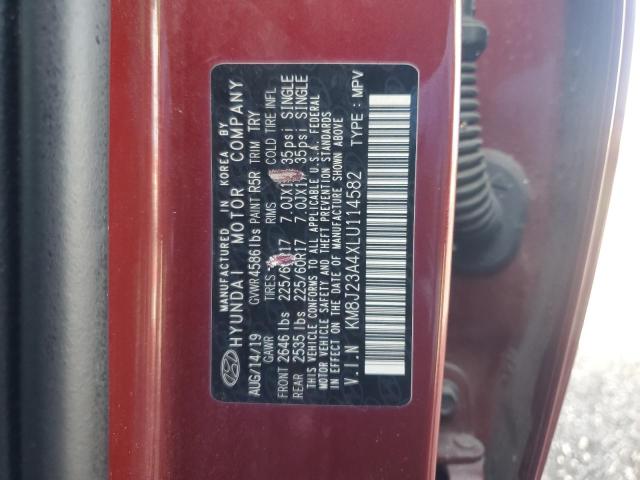 MANUFACTURED IN KOREA BY
HYUNDAI MOTOR COMPANY
AUG/14/19 GVWR 4586 lbs PAINT R5R TRIM TRY
GAWR TIRES RIMS COLD TIRE INFL
FRONT 2646 lbs 225/60R17 7.0JX17 35psi SINGLE
REAR 2535 lbs 225/60R17 7.0JX17 35psi SINGLE
THIS VEHICLE CONFORMS TO ALL APPLICABLE U.S.A. FEDERAL
MOTOR VEHICLE SAFETY AND THEFT PREVENTION STANDARDS
IN EFFECT ON THE DATE OF MANUFACTURE SHOWN ABOVE
V.I.N KM8J23A4XLU114582 TYPE : MPV